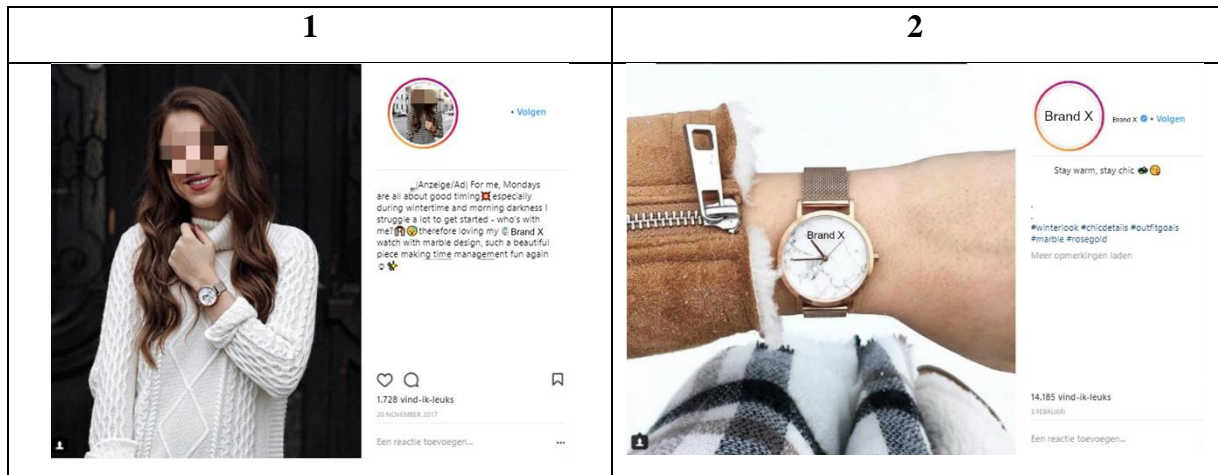 1
2
• Volgen
|Anzeige/Ad| For me, Mondays
are all about good timing💥 especially
during wintertime and morning darkness I
struggle a lot to get started - who's with
me? therefore loving my Brand X
watch with marble design, such a beautiful
piece making time management fun again
1.728 vind-ik-leuks
20 NOVEMBER 2017
Een reactie toevoegen...
Brand X
Brand X
Brand X • Volgen
Stay warm, stay chic
.
.
#winterlook #chicdetails #outfitgoals
#marble #rosegold
Meer opmerkingen laden
14.185 vind-ik-leuks
3 FEBRUARI
Een reactie toevoegen...